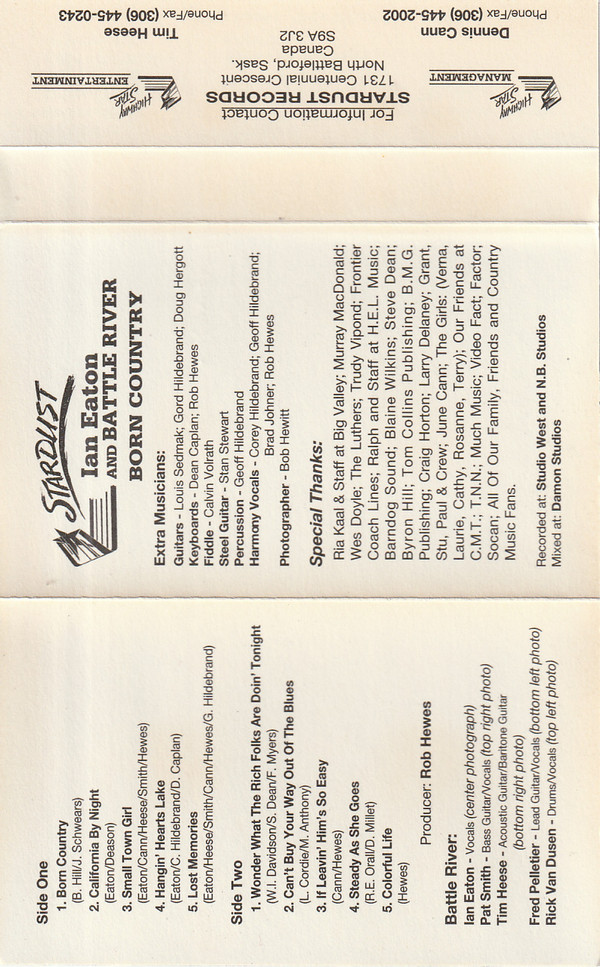 Side One
1. Born Country
(B. Hill/J. Schwears)
2. California By Night
(Eaton/Deason)
3. Small Town Girl
(Eaton/Cann/Heese/Smith/Hewes)
4. Hangin' Hearts Lake
(Eaton/C. Hildebrand/D. Caplan)
5. Lost Memories
(Eaton/Heese/Smith/Cann/Hewes/G. Hildebrand)
Side Two
1. Wonder What The Rich Folks Are Doin' Tonight
(W.I. Davidson/S. Dean/F. Myers)
2. Can't Buy Your Way Out Of The Blues
(L. Cordle/M. Anthony)
3. If Leavin' Him's So Easy
(Cann/Hewes)
4. Steady As She Goes
(R.E. Orall/D. Millet)
5. Colorful Life
(Hewes)
Producer: Rob Hewes
Battle River:
Ian Eaton - Vocals (center photograph)
Pat Smith - Bass Guitar/Vocals (top right photo)
Tim Heese - Acoustic Guitar/Baritone Guitar
(bottom right photo)
Fred Pelletier - Lead Guitar/Vocals (bottom left photo)
Rick Van Dusen - Drums/Vocals (top left photo)
STARDUST
Ian Eaton
AND BATTLE RIVER
BORN COUNTRY
Extra Musicians:
Guitars - Louis Sedmak; Gord Hildebrand; Doug Hergott
Keyboards - Dean Caplan; Rob Hewes
Fiddle - Calvin Volrath
Steel Guitar - Stan Stewart
Percussion - Geoff Hildebrand
Harmony Vocals - Corey Hildebrand; Geoff Hildebrand;
Brad Johner; Rob Hewes
Photographer - Bob Hewitt
Special Thanks:
Ria Kaal & Staff at Big Valley; Murray MacDonald;
Wes Doyle; The Luthers; Trudy Vipond; Frontier
Coach Lines; Ralph and Staff at H.E.L. Music;
Barndog Sound; Blaine Wilkins; Steve Dean;
Byron Hill; Tom Collins Publishing; B.M.G.
Publishing; Craig Horton; Larry Delaney; Grant,
Stu, Paul & Crew; June Cann; The Girls: (Verna,
Laurie, Cathy, Rosanne, Terry); Our Friends at
C.M.T.; T.N.N.; Much Music; Video Fact; Factor;
Socan; All Of Our Family, Friends and Country
Music Fans.
Recorded at: Studio West and N.B. Studios
Mixed at: Damon Studios
HIGHWAY
STAR
MANAGEMENT
Dennis Cann
Phone/Fax (306) 445-2002
For Information Contact
STARDUST RECORDS
1731 Centennial Crescent
North Battleford, Sask.
Canada
S9A 3J2
HIGHWAY
STAR
ENTERTAINMENT
Tim Heese
Phone/Fax (306) 445-0243